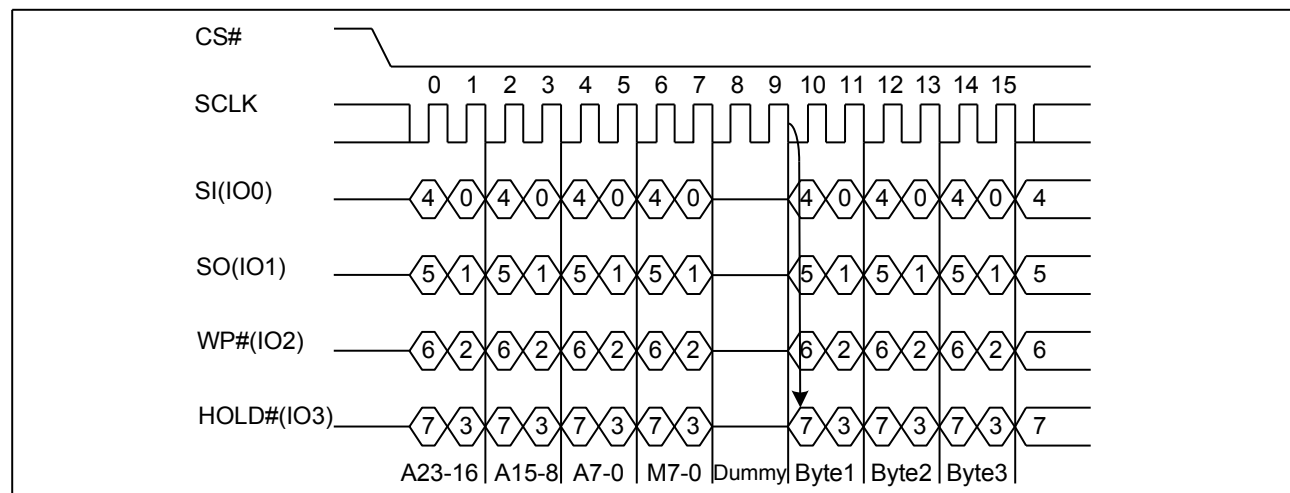 CS#
0 1 2 3 4 5 6 7 8 9 10 11 12 13 14 15
SCLK
SI(IO0) 4 0 4 0 4 0 4 0 4 0 4 0 4 0 4
SO(IO1) 5 1 5 1 5 1 5 1 5 1 5 1 5 1 5
WP#(IO2) 6 2 6 2 6 2 6 2 6 2 6 2 6 2 6
HOLD#(IO3) 7 3 7 3 7 3 7 3 7 3 7 3 7 3 7
A23-16 A15-8 A7-0 M7-0 Dummy Byte1 Byte2 Byte3